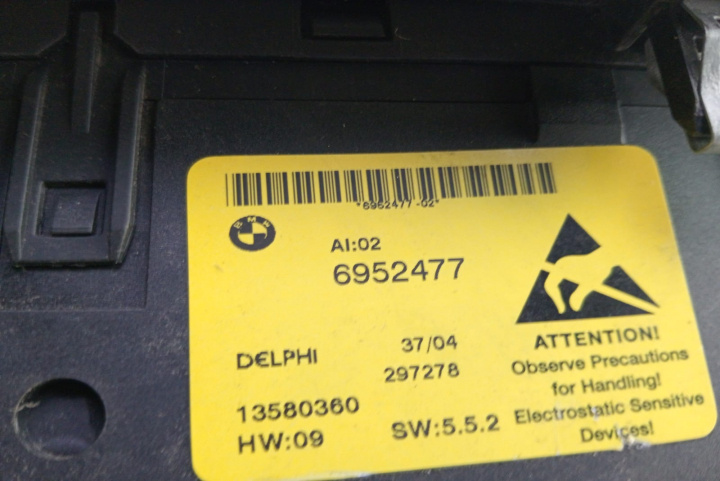 *6952477-02*
BMW
AI:02
6952477
DELPHI
37/04
297278
13580360
HW:09
SW:5.5.2
ATTENTION!
Observe Precautions
for Handling!
Electrostatic Sensitive
Devices!